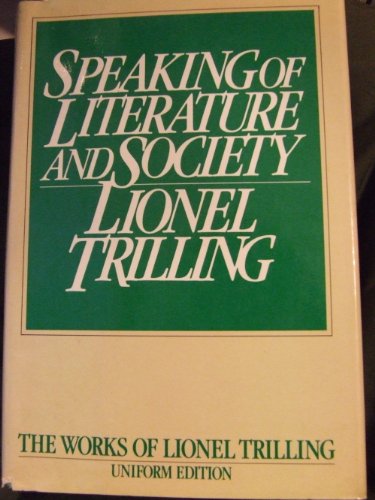 SPEAKING OF
LITERATURE
AND SOCIETY
LIONEL
TRILLING
THE WORKS OF LIONEL TRILLING
UNIFORM EDITION